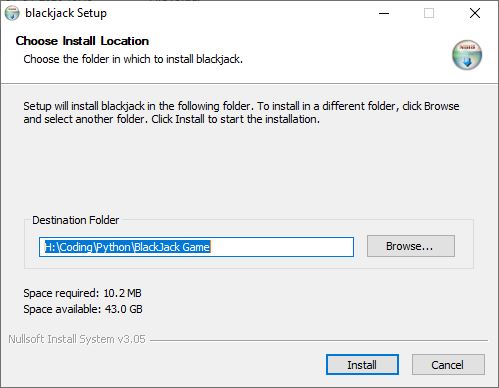 blackjack Setup
Choose Install Location
Choose the folder in which to install blackjack.
Setup will install blackjack in the following folder. To install in a different folder, click Browse
and select another folder. Click Install to start the installation.
Destination Folder
H:\Coding\Python\BlackJack Game
Browse...
Space required: 10.2 MB
Space available: 43.0 GB
Nullsoft Install System v3.05
Install
Cancel